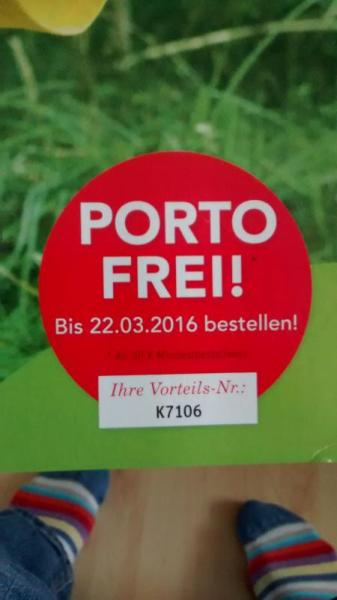 PORTO
FREI!*
Bis 22.03.2016 bestellen!
Ihre Vorteils-Nr.:
K7106